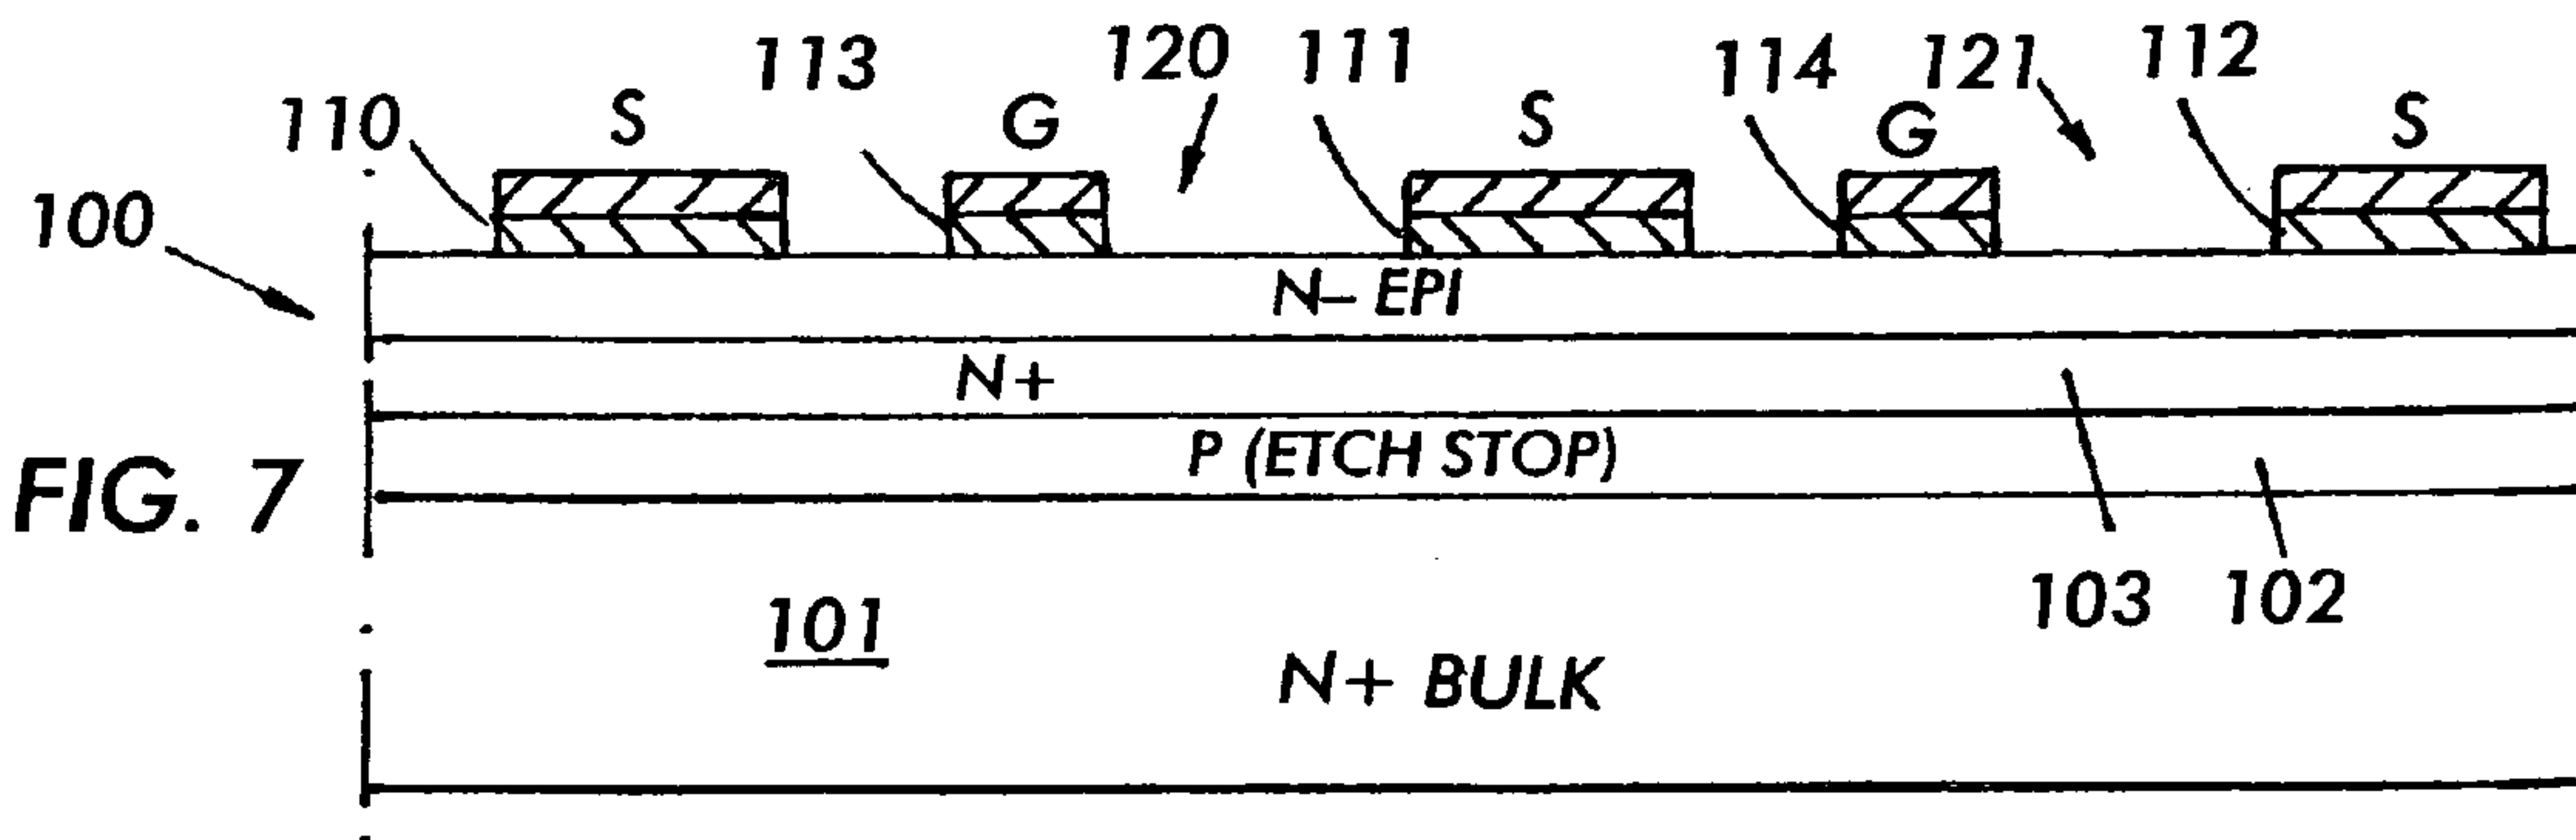 113 120 111 114 121 112
110 S G S G S
100
N– EPI
N+
P (ETCH STOP)
FIG. 7
103 102
101
N+ BULK